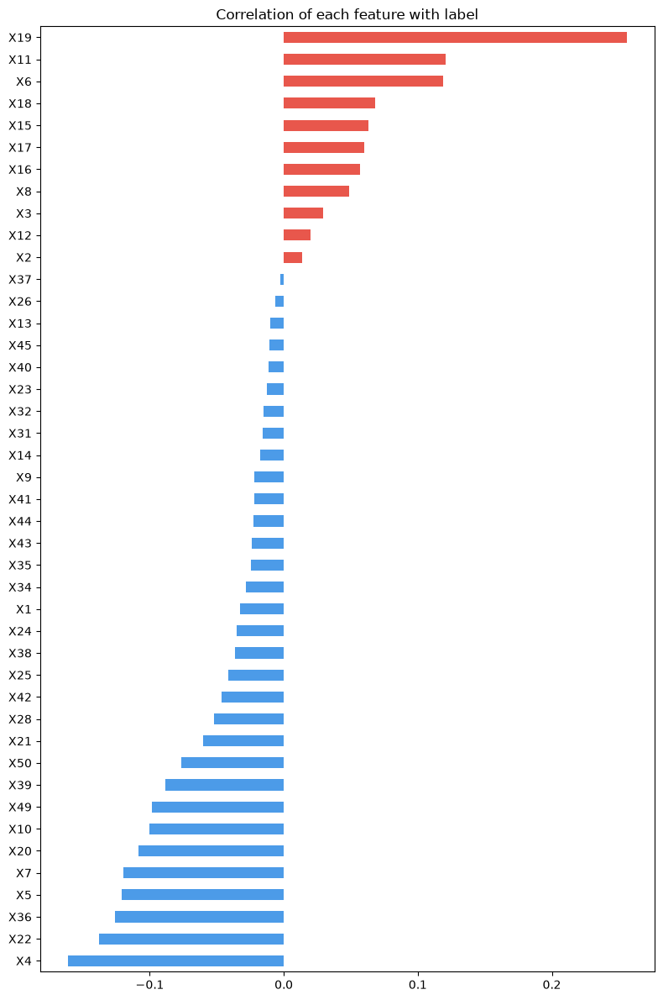 Correlation of each feature with label
X19
X11
X6
X18
X15
X17
X16
X8
X3
X12
X2
X37
X26
X13
X45
X40
X23
X32
X31
X14
X9
X41
X44
X43
X35
X34
X1
X24
X38
X25
X42
X28
X21
X50
X39
X49
X10
X20
X7
X5
X36
X22
X4
−0.1 0.0 0.1 0.2